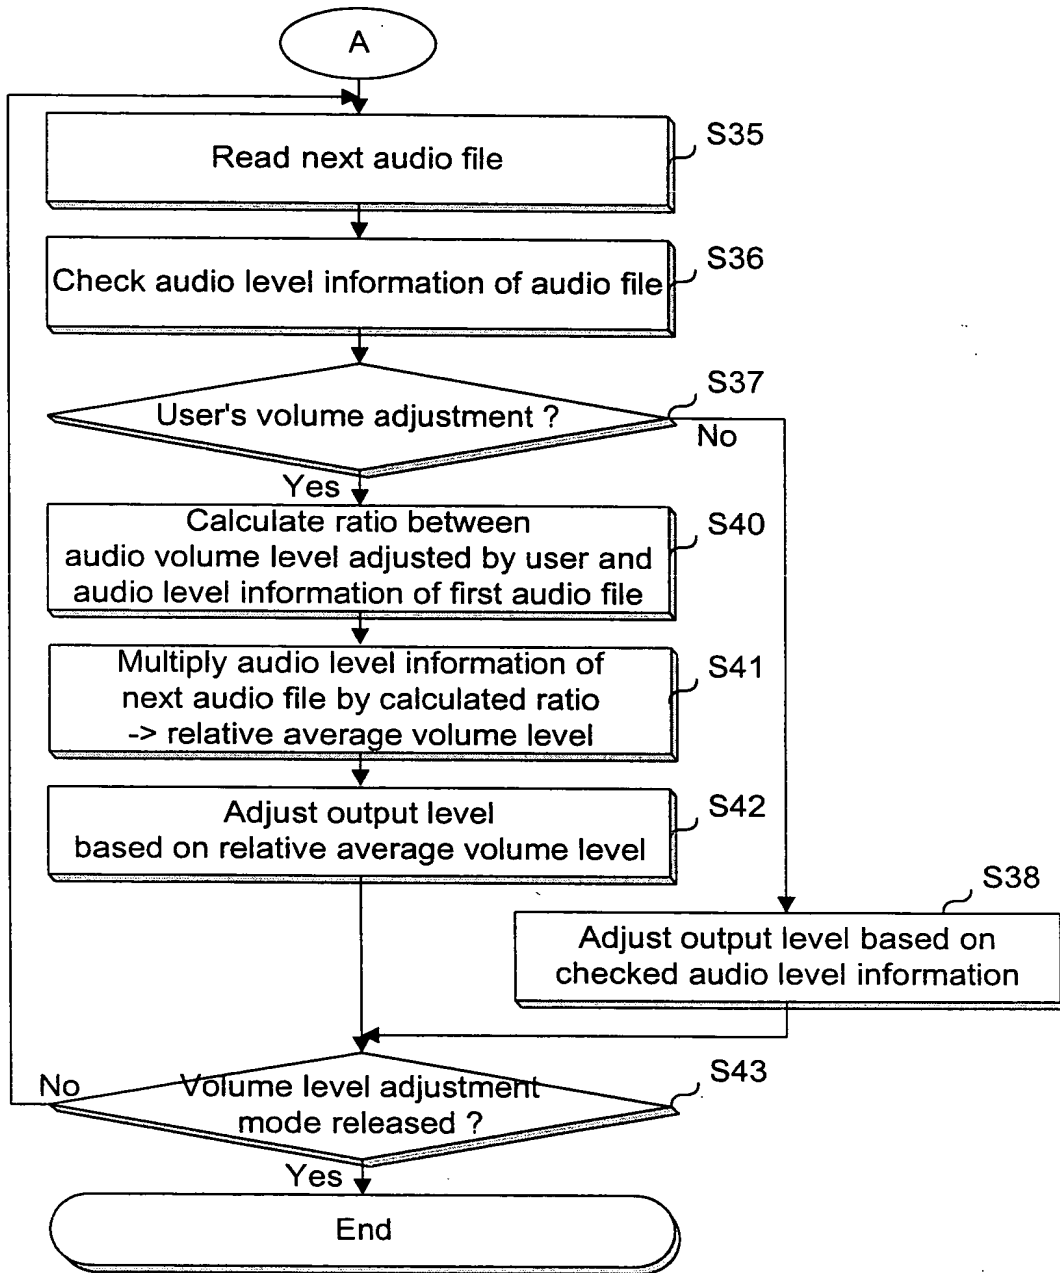 A
Read next audio file
S35
Check audio level information of audio file
S36
User's volume adjustment ?
S37
No
Yes
Calculate ratio between
audio volume level adjusted by user and
audio level information of first audio file
S40
Multiply audio level information of
next audio file by calculated ratio
-> relative average volume level
S41
Adjust output level
based on relative average volume level
S42
S38
Adjust output level based on
checked audio level information
No
Volume level adjustment
mode released ?
S43
Yes
End